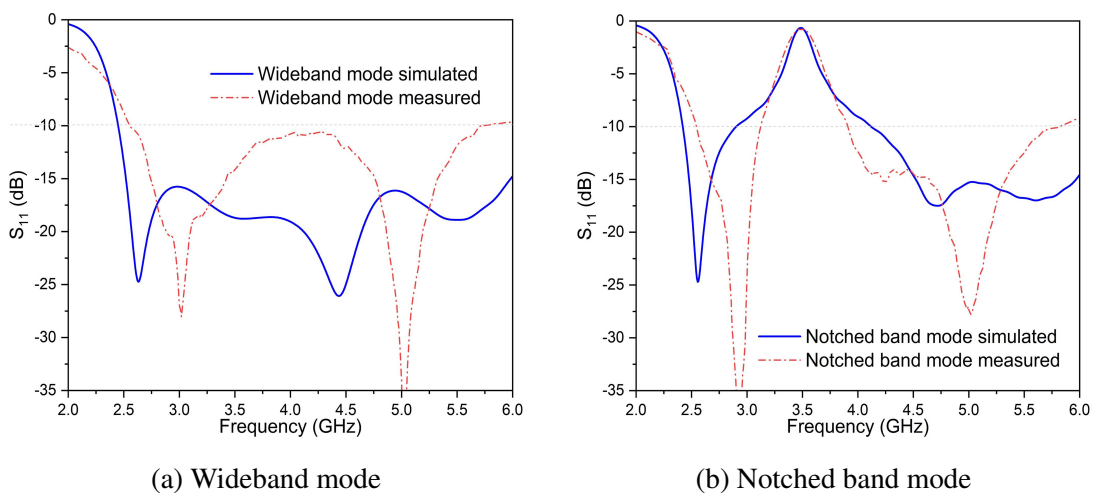 0
-5
-10
-15
-20
-25
-30
-35
S11 (dB)
Wideband mode simulated
Wideband mode measured
2.0 2.5 3.0 3.5 4.0 4.5 5.0 5.5 6.0
Frequency (GHz)
(a) Wideband mode
0
-5
-10
-15
-20
-25
-30
-35
S11 (dB)
Notched band mode simulated
Notched band mode measured
2.0 2.5 3.0 3.5 4.0 4.5 5.0 5.5 6.0
Frequency (GHz)
(b) Notched band mode